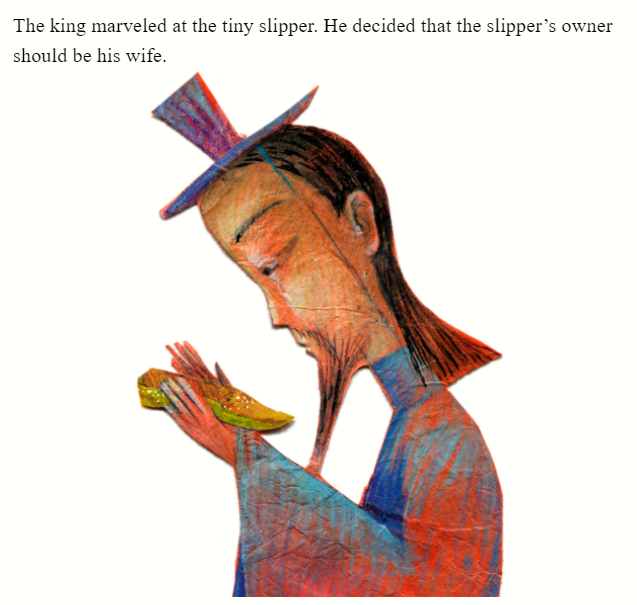 The king marveled at the tiny slipper. He decided that the slipper’s owner
should be his wife.